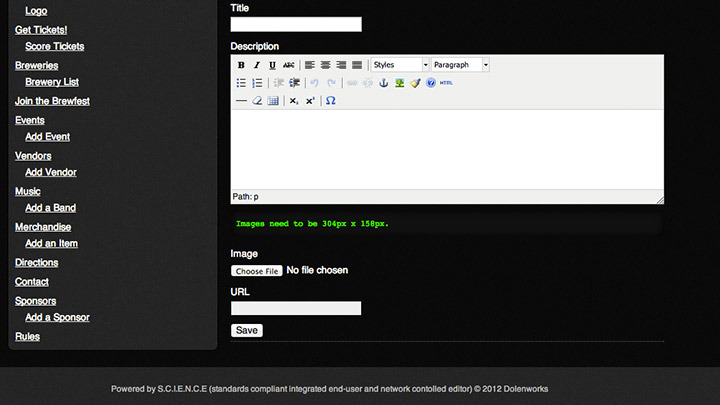 Logo
Get Tickets!
Score Tickets
Breweries
Brewery List
Join the Brewfest
Events
Add Event
Vendors
Add Vendor
Music
Add a Band
Merchandise
Add an Item
Directions
Contact
Sponsors
Add a Sponsor
Rules
Title
Description
B I U ABC Styles Paragraph
HTML
x₂ x² Ω
Path: p
Images need to be 304px x 158px.
Image
Choose File No file chosen
URL
Save
Powered by S.C.I.E.N.C.E (standards compliant integrated end-user and network contolled editor) © 2012 Dolenworks